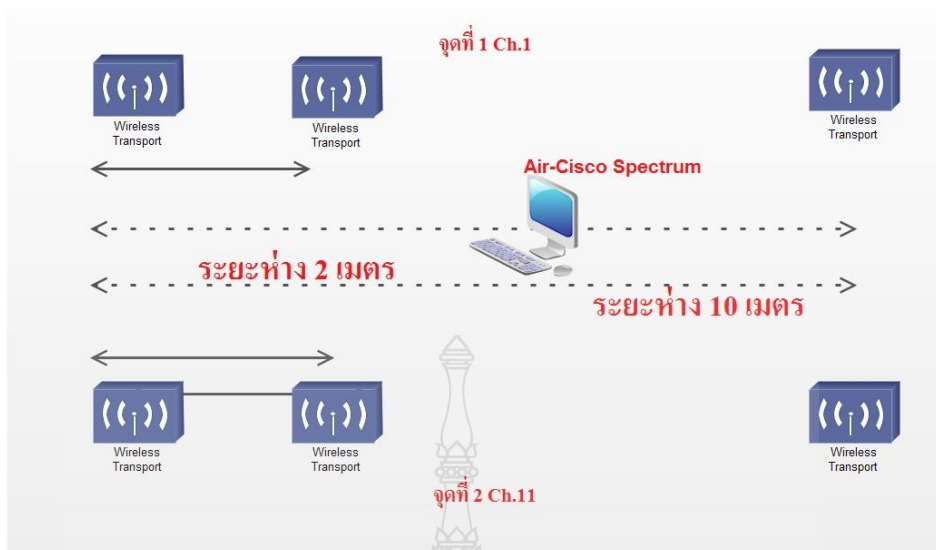 จุดที่ 1 Ch.1
Wireless
Transport
Wireless
Transport
Wireless
Transport
Air-Cisco Spectrum
ระยะห่าง 2 เมตร
ระยะห่าง 10 เมตร
Wireless
Transport
Wireless
Transport
Wireless
Transport
จุดที่ 2 Ch.11